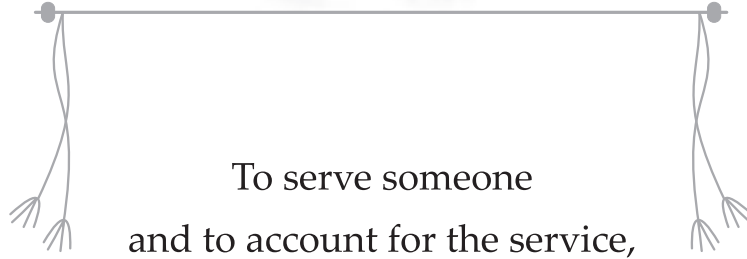 To serve someone
and to account for the service,